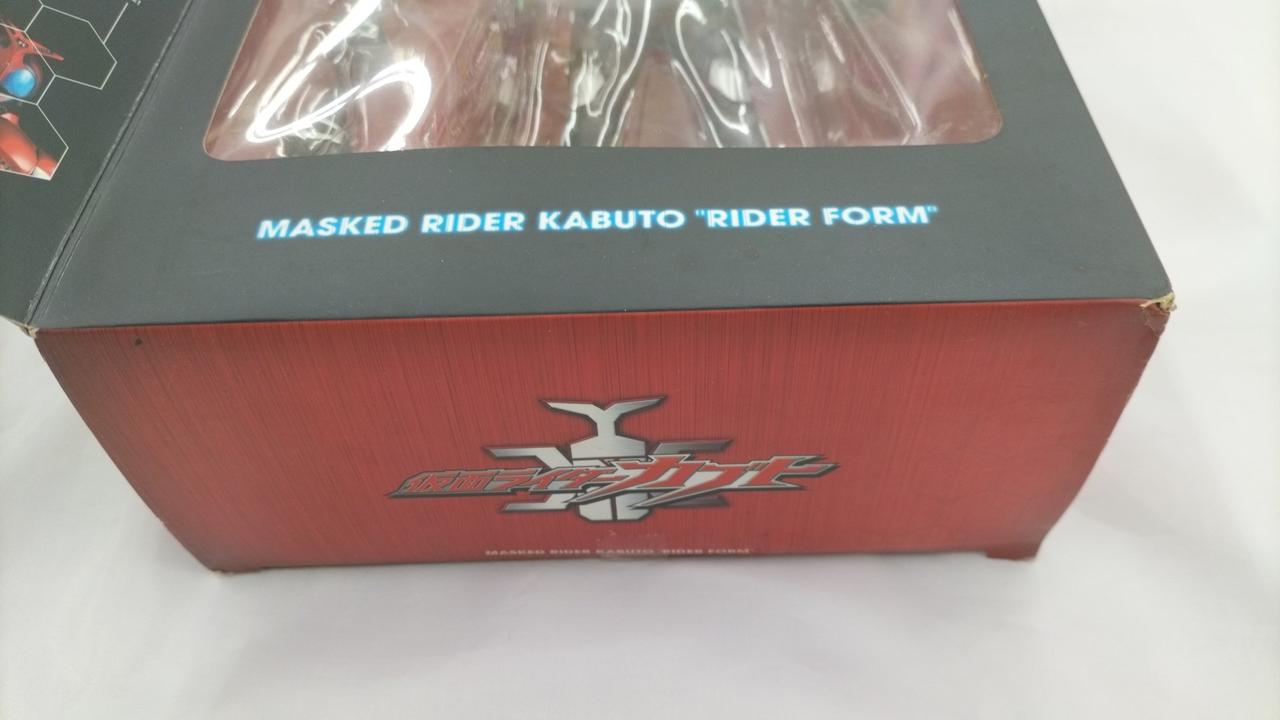 MASKED RIDER KABUTO "RIDER FORM"
仮面ライダーカブト
MASKED RIDER KABUTO "RIDER FORM"